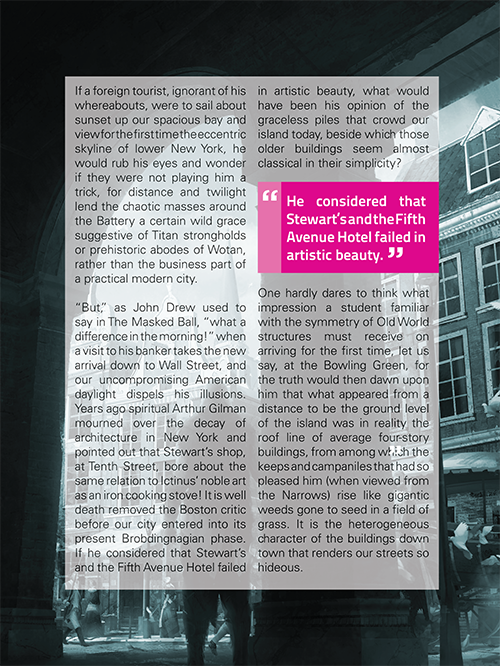 If a foreign tourist, ignorant of his
whereabouts, were to sail about
sunset up our spacious bay and
view for the first time the eccentric
skyline of lower New York, he
would rub his eyes and wonder
if they were not playing him a
trick, for distance and twilight
lend the chaotic masses around
the Battery a certain wild grace
suggestive of Titan strongholds
or prehistoric abodes of Wotan,
rather than the business part of
a practical modern city.
“But,” as John Drew used to
say in The Masked Ball, “what a
difference in the morning!” when
a visit to his banker takes the new
arrival down to Wall Street, and
our uncompromising American
daylight dispels his illusions.
Years ago spiritual Arthur Gilman
mourned over the decay of
architecture in New York and
pointed out that Stewart’s shop,
at Tenth Street, bore about the
same relation to Ictinus’ noble art
as an iron cooking stove! It is well
death removed the Boston critic
before our city entered into its
present Brobdingnagian phase.
If he considered that Stewart’s
and the Fifth Avenue Hotel failed
in artistic beauty, what would
have been his opinion of the
graceless piles that crowd our
island today, beside which those
older buildings seem almost
classical in their simplicity?
“ He considered that
Stewart’s and the Fifth
Avenue Hotel failed in
artistic beauty. ”
One hardly dares to think what
impression a student familiar
with the symmetry of Old World
structures must receive on
arriving for the first time, let us
say, at the Bowling Green, for
the truth would then dawn upon
him that what appeared from a
distance to be the ground level
of the island was in reality the
roof line of average four-story
buildings, from among which the
keeps and campaniles that had so
pleased him (when viewed from
the Narrows) rise like gigantic
weeds gone to seed in a field of
grass. It is the heterogeneous
character of the buildings down
town that renders our streets so
hideous.